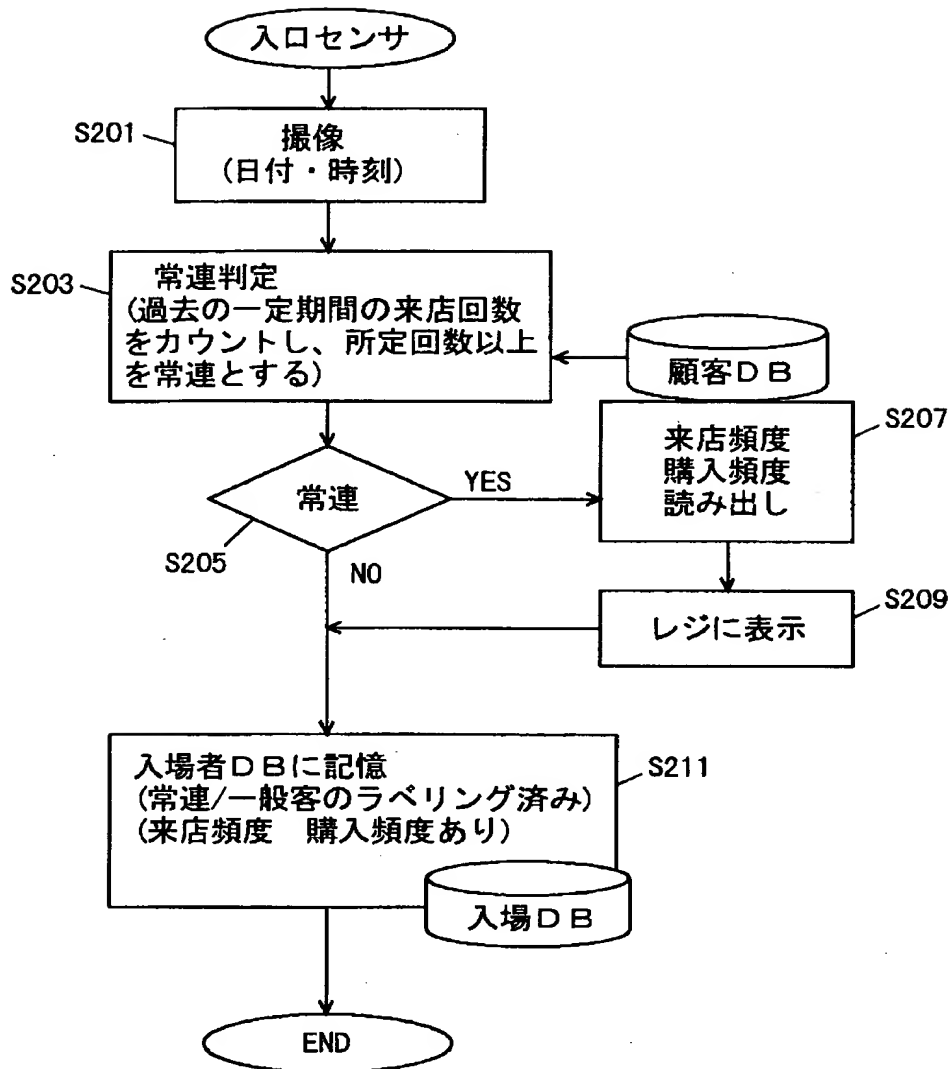 入口センサ
S201
撮像
(日付・時刻)
S203
常連判定
(過去の一定期間の来店回数
をカウントし、所定回数以上
を常連とする)
顧客DB
S207
来店頻度
購入頻度
読み出し
常連
YES
S205
NO
S209
レジに表示
入場者DBに記憶
(常連/一般客のラベリング済み)
(来店頻度　購入頻度あり)
S211
入場DB
END